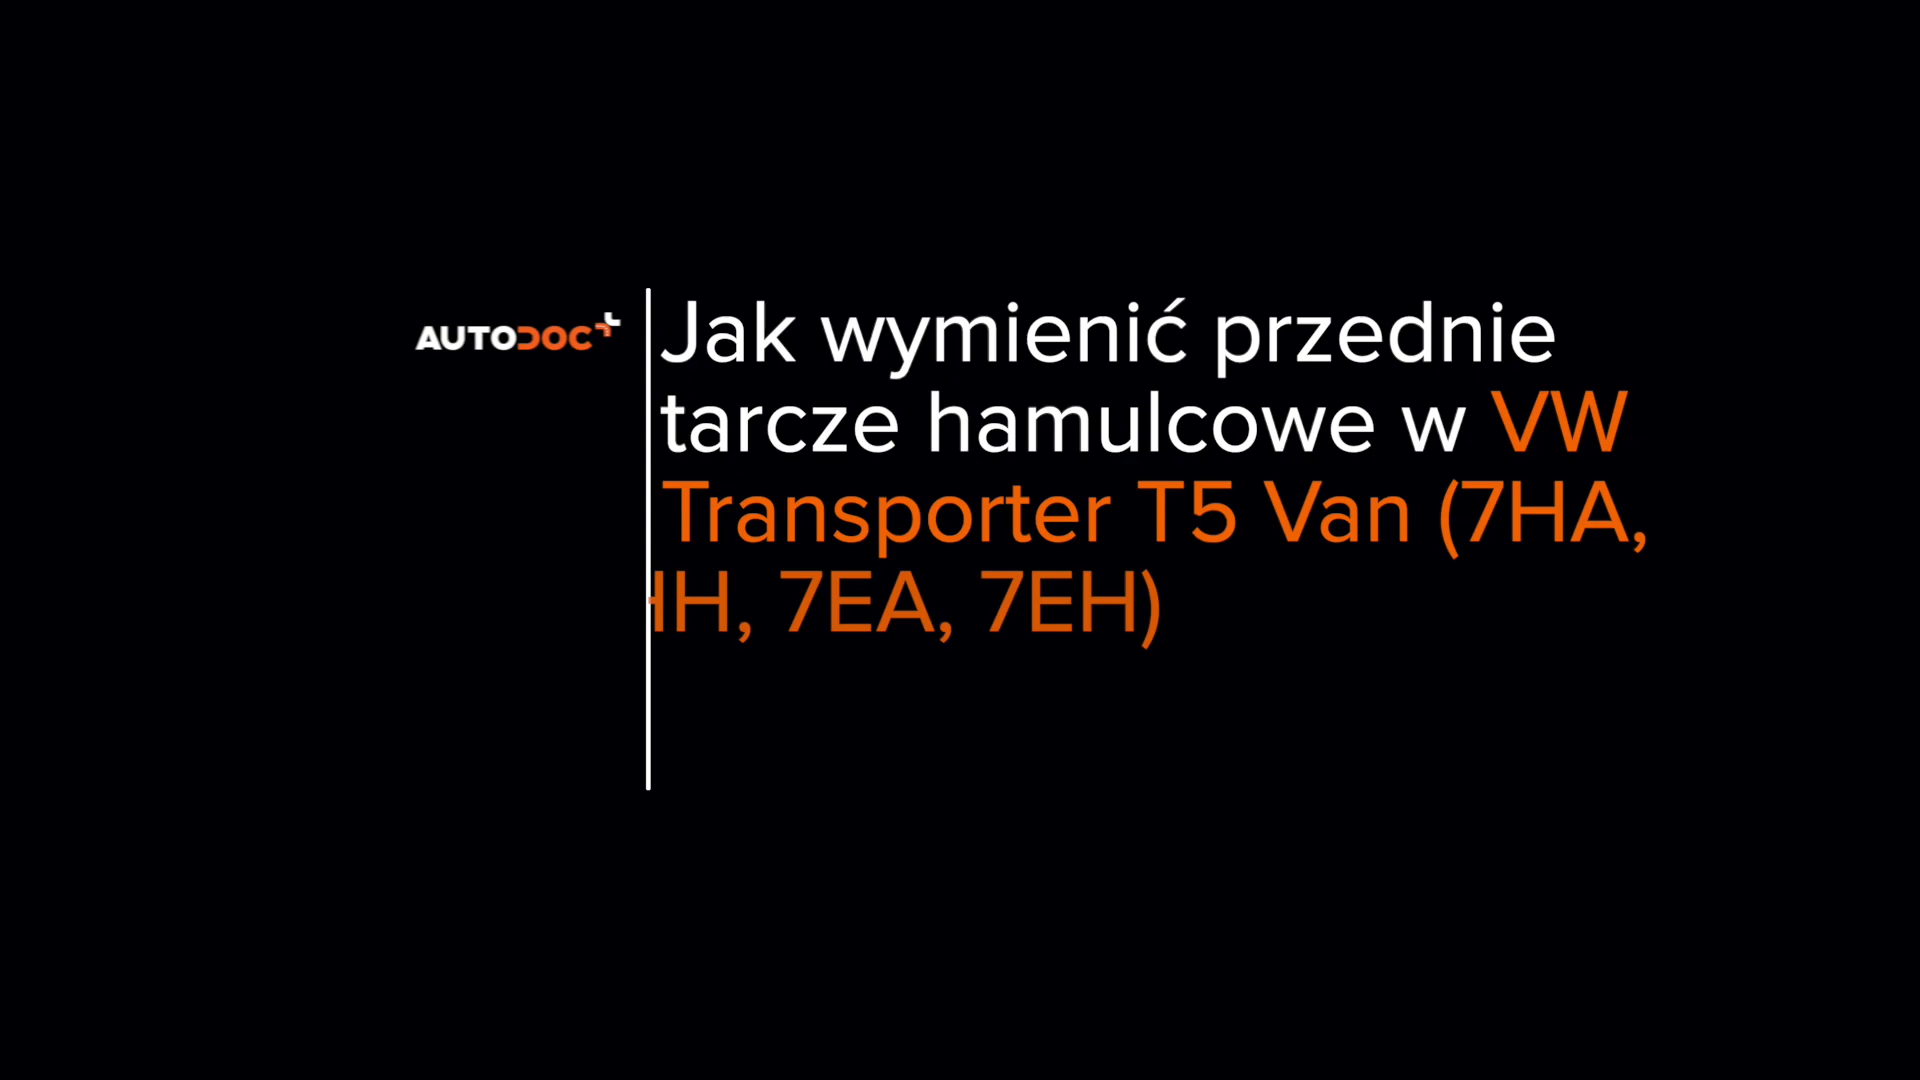 AUTODOC
Jak wymienić przednie
tarcze hamulcowe w VW
Transporter T5 Van (7HA,
7EA, 7EH)